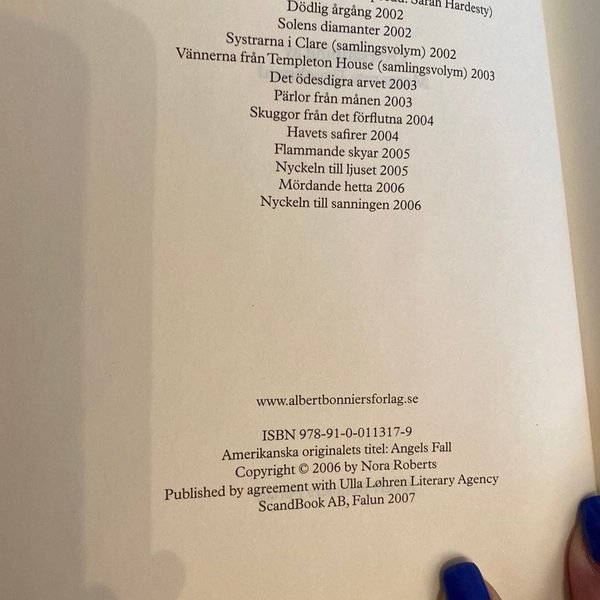 Sarah Hardesty)
Dödlig årgång 2002
Solens diamanter 2002
Systrarna i Clare (samlingsvolym) 2002
Vännerna från Templeton House (samlingsvolym) 2003
Det ödesdigra arvet 2003
Pärlor från månen 2003
Skuggor från det förflutna 2004
Havets safirer 2004
Flammande skyar 2005
Nyckeln till ljuset 2005
Mördande hetta 2006
Nyckeln till sanningen 2006
www.albertbonniersforlag.se
ISBN 978-91-0-011317-9
Amerikanska originalets titel: Angels Fall
Copyright © 2006 by Nora Roberts
Published by agreement with Ulla Løhren Literary Agency
ScandBook AB, Falun 2007